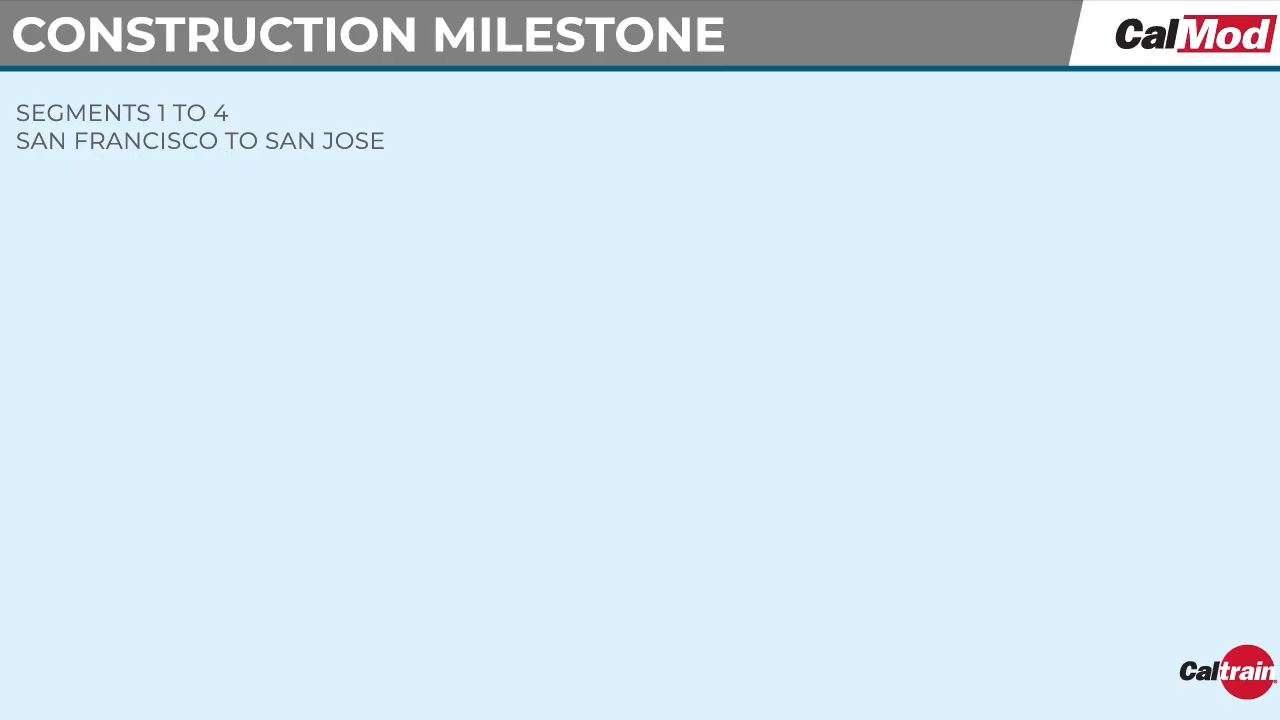 CONSTRUCTION MILESTONE
CalMod
SEGMENTS 1 TO 4
SAN FRANCISCO TO SAN JOSE
Caltrain